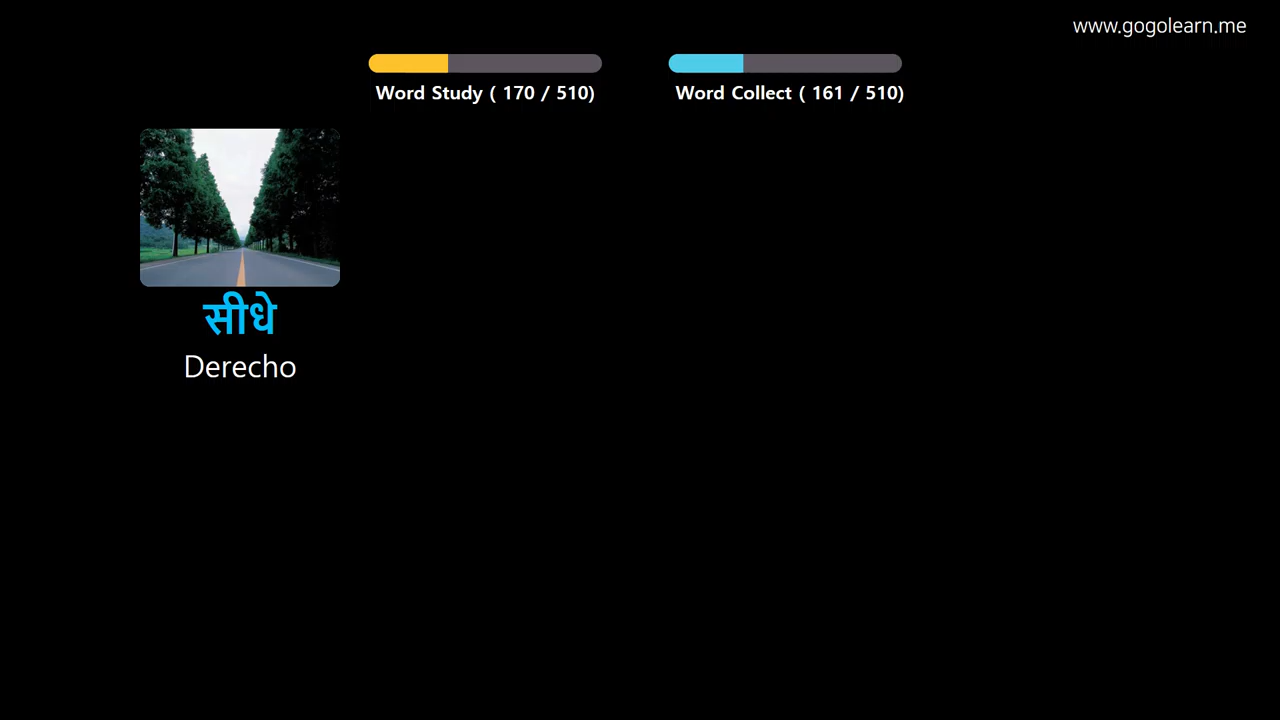 www.gogolearn.me
Word Study ( 170 / 510)
Word Collect ( 161 / 510)
सीधे
Derecho